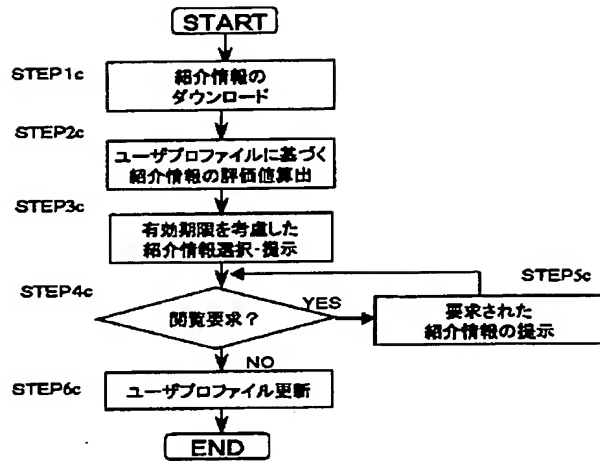 START
STEP1c
紹介情報の
ダウンロード
STEP2c
ユーザプロファイルに基づく
紹介情報の評価値算出
STEP3c
有効期限を考慮した
紹介情報選択・提示
STEP4c
閲覧要求？
YES
STEP5c
要求された
紹介情報の提示
NO
STEP6c
ユーザプロファイル更新
END